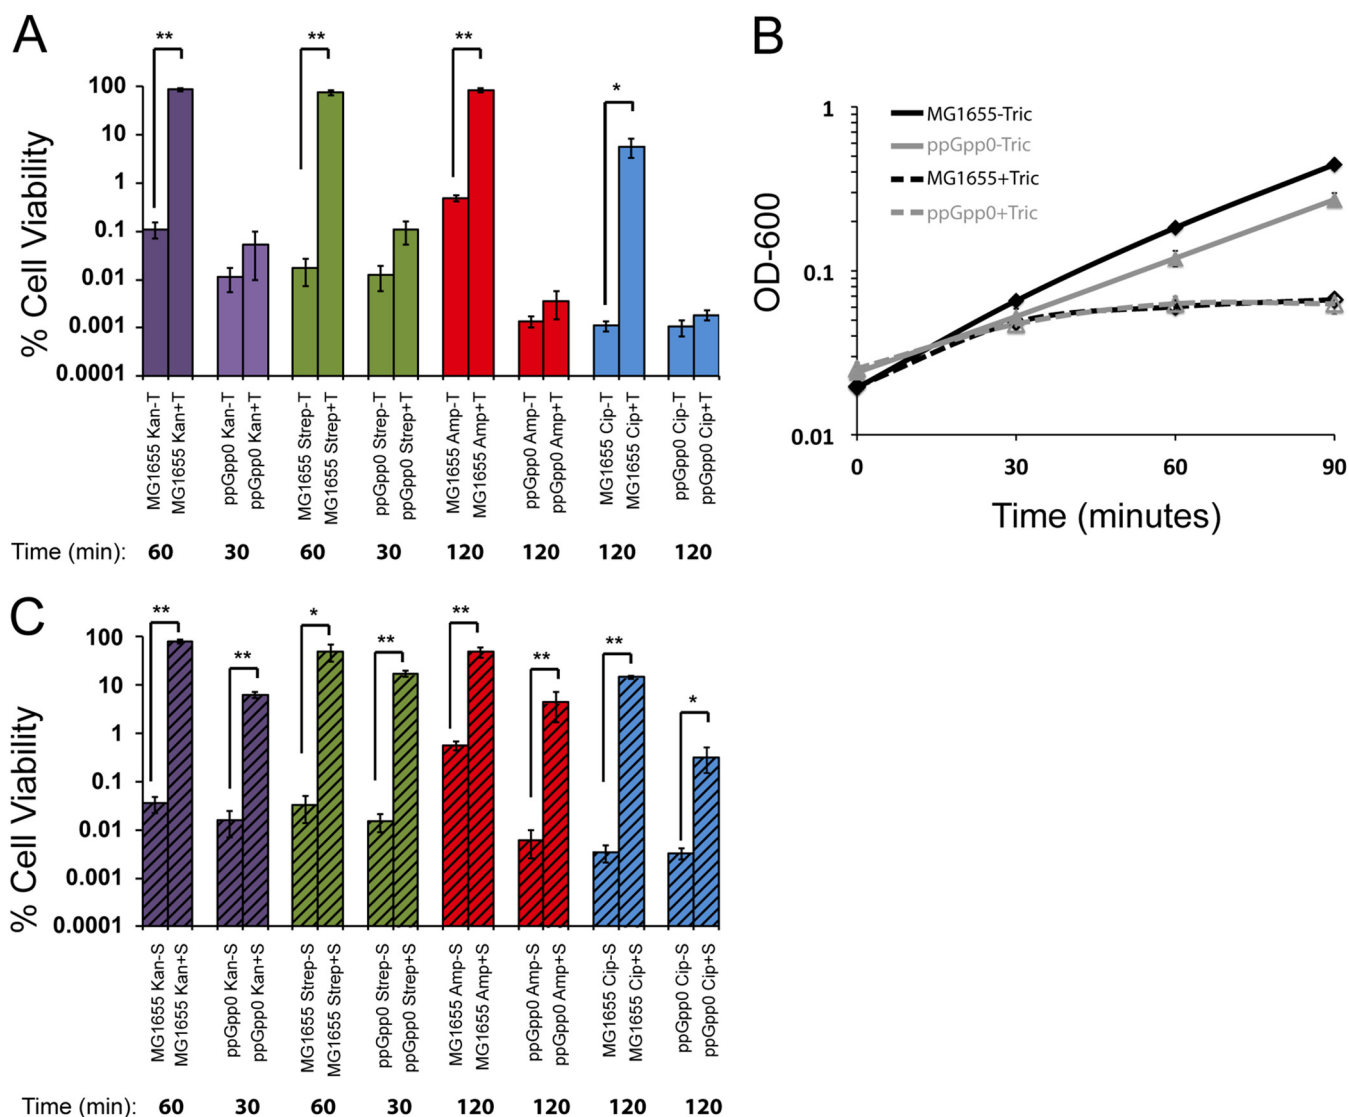 A
** ** ** *
% Cell Viability
100
10
1
0.1
0.01
0.001
0.0001
MG1655 Kan-T
MG1655 Kan+T
ppGpp0 Kan-T
ppGpp0 Kan+T
MG1655 Strep-T
MG1655 Strep+T
ppGpp0 Strep-T
ppGpp0 Strep+T
MG1655 Amp-T
MG1655 Amp+T
ppGpp0 Amp-T
ppGpp0 Amp+T
MG1655 Cip-T
MG1655 Cip+T
ppGpp0 Cip-T
ppGpp0 Cip+T
Time (min): 60 30 60 30 120 120 120 120
B
MG1655-Tric
ppGpp0-Tric
MG1655+Tric
ppGpp0+Tric
OD-600
1
0.1
0.01
0 30 60 90
Time (minutes)
C
** ** * ** ** ** ** *
% Cell Viability
100
10
1
0.1
0.01
0.001
0.0001
MG1655 Kan-S
MG1655 Kan+S
ppGpp0 Kan-S
ppGpp0 Kan+S
MG1655 Strep-S
MG1655 Strep+S
ppGpp0 Strep-S
ppGpp0 Strep+S
MG1655 Amp-S
MG1655 Amp+S
ppGpp0 Amp-S
ppGpp0 Amp+S
MG1655 Cip-S
MG1655 Cip+S
ppGpp0 Cip-S
ppGpp0 Cip+S
Time (min): 60 30 60 30 120 120 120 120